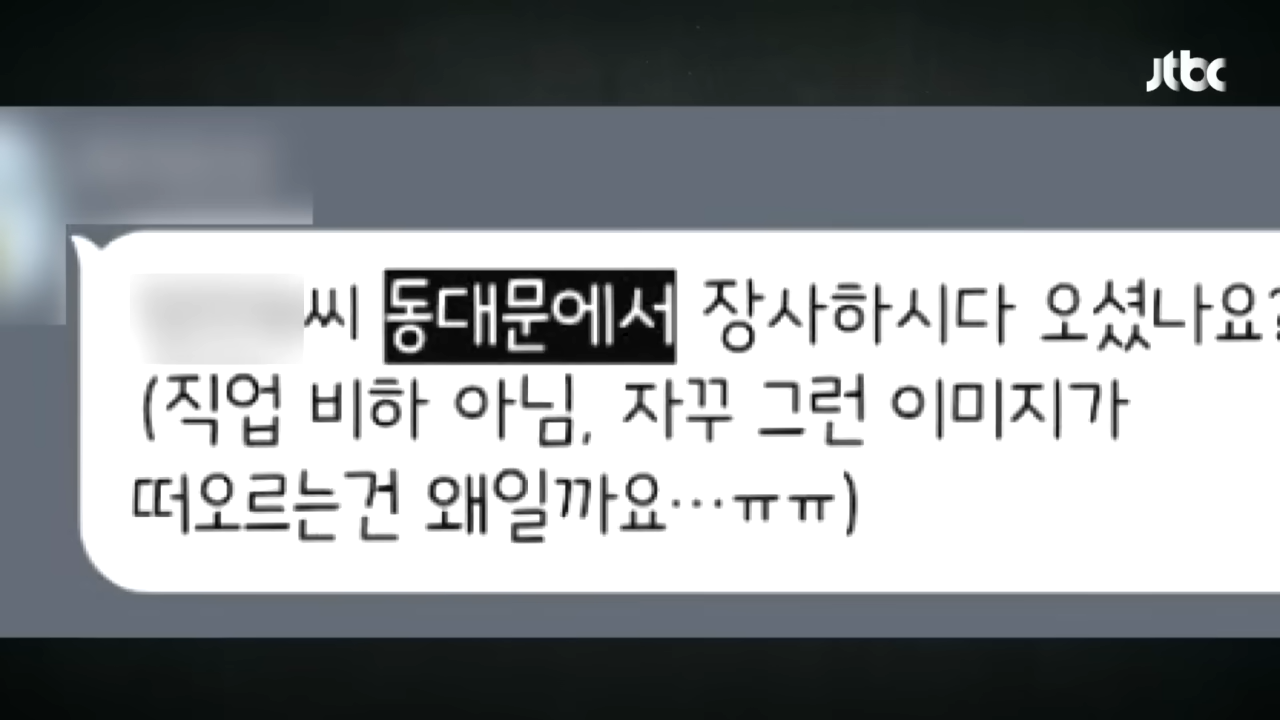 jtbc
씨 동대문에서 장사하시다 오셨나요?
(직업 비하 아님, 자꾸 그런 이미지가
떠오르는건 왜일까요…ㅠㅠ)